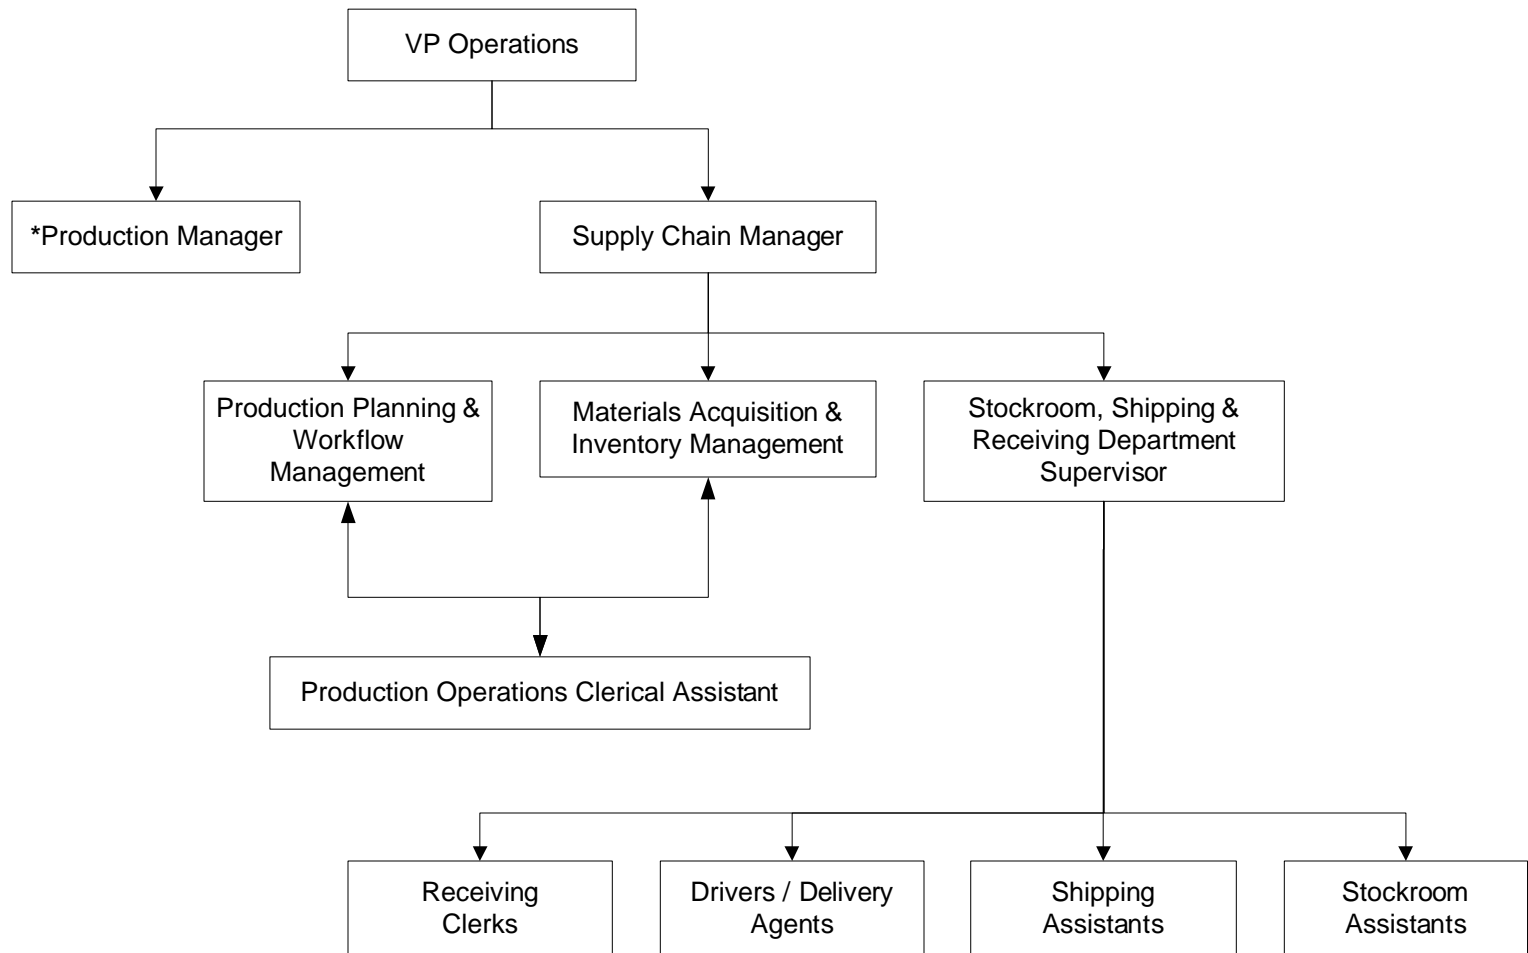 VP Operations
*Production Manager
Supply Chain Manager
Production Planning &
Workflow
Management
Materials Acquisition &
Inventory Management
Stockroom, Shipping &
Receiving Department
Supervisor
Production Operations Clerical Assistant
Receiving
Clerks
Drivers / Delivery
Agents
Shipping
Assistants
Stockroom
Assistants